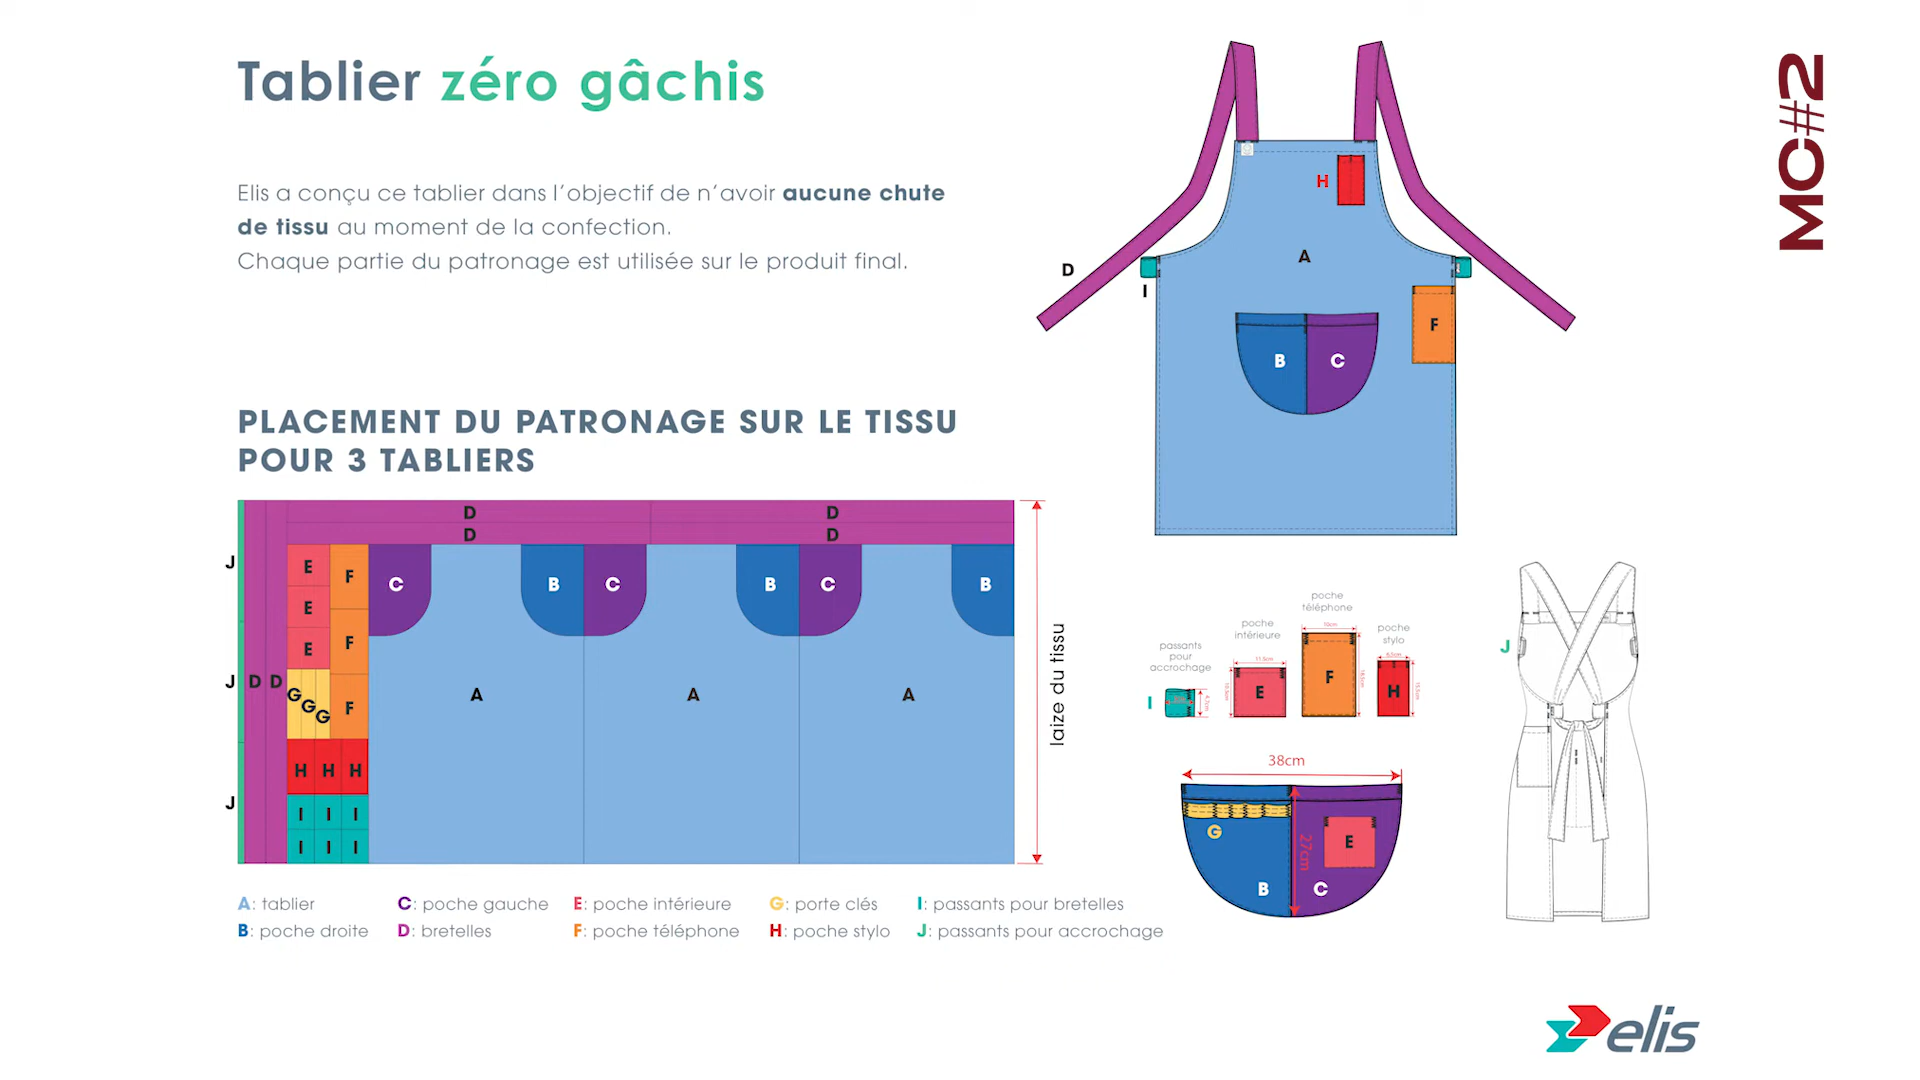 Tablier zéro gâchis
MC#2
Elis a conçu ce tablier dans l'objectif de n'avoir aucune chute
de tissu au moment de la confection.
Chaque partie du patronage est utilisée sur le produit final.
H
A
D
I
F
B C
PLACEMENT DU PATRONAGE SUR LE TISSU
POUR 3 TABLIERS
D D
D D
J E F C B C B C B
E
E F
J D D G G G F A A A
H H H
J I I I
I I I
laize du tissu
passants
pour
accrochage
poche
intérieure
poche
téléphone
poche
stylo
I E F H
J
38cm
27cm
G
E
B C
A: tablier
B: poche droite
C: poche gauche
D: bretelles
E: poche intérieure
F: poche téléphone
G: porte clés
H: poche stylo
I: passants pour bretelles
J: passants pour accrochage
elis